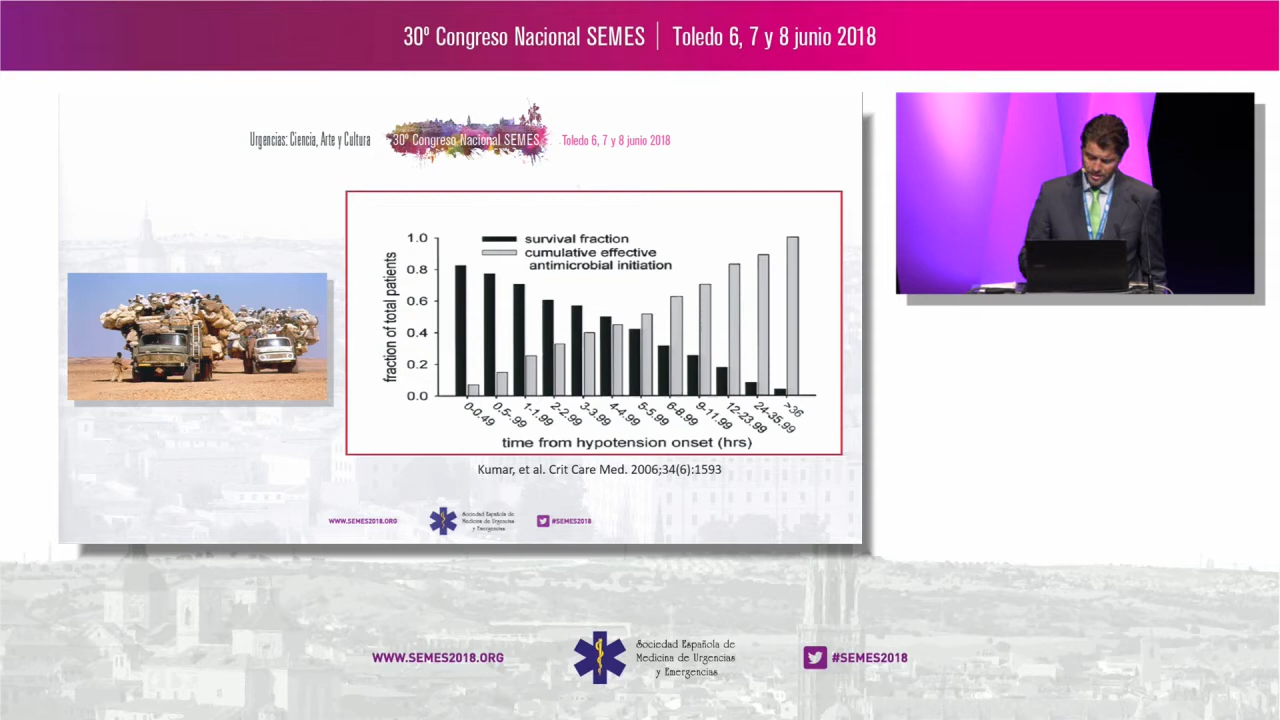 30º Congreso Nacional SEMES | Toledo 6, 7 y 8 junio 2018
Urgencias: Ciencia, Arte y Cultura
30º Congreso Nacional SEMES
Toledo 6, 7 y 8 junio 2018
survival fraction
cumulative effective
antimicrobial initiation
fraction of total patients
1.0
0.8
0.6
0.4
0.2
0.0
0-0.49
0.5-.99
1-1.99
2-2.99
3-3.99
4-4.99
5-5.99
6-8.99
9-11.99
12-23.99
24-35.99
>36
time from hypotension onset (hrs)
Kumar, et al. Crit Care Med. 2006;34(6):1593
WWW.SEMES2018.ORG
Sociedad Española de
Medicina de Urgencias
y Emergencias
#SEMES2018
WWW.SEMES2018.ORG
Sociedad Española de
Medicina de Urgencias
y Emergencias
#SEMES2018